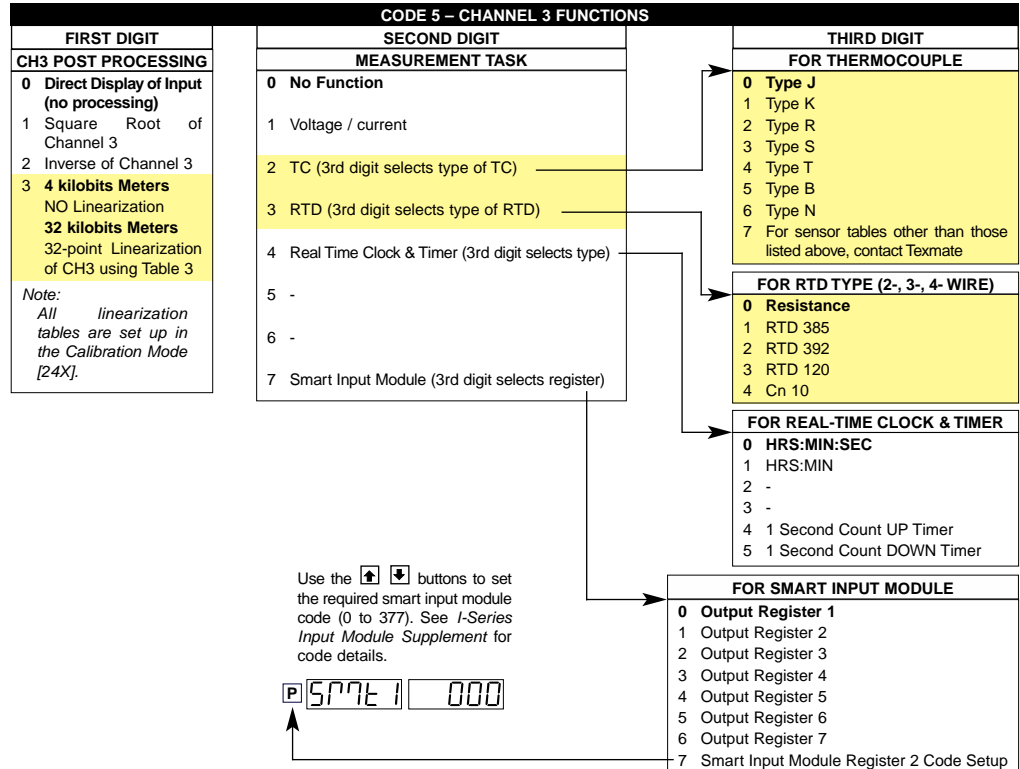 CODE 5 – CHANNEL 3 FUNCTIONS
FIRST DIGIT
CH3 POST PROCESSING
0 Direct Display of Input
(no processing)
1 Square Root of
Channel 3
2 Inverse of Channel 3
3 4 kilobits Meters
NO Linearization
32 kilobits Meters
32-point Linearization
of CH3 using Table 3
Note:
All linearization
tables are set up in
the Calibration Mode
[24X].
SECOND DIGIT
MEASUREMENT TASK
0 No Function
1 Voltage / current
2 TC (3rd digit selects type of TC)
3 RTD (3rd digit selects type of RTD)
4 Real Time Clock & Timer (3rd digit selects type)
5 -
6 -
7 Smart Input Module (3rd digit selects register)
THIRD DIGIT
FOR THERMOCOUPLE
0 Type J
1 Type K
2 Type R
3 Type S
4 Type T
5 Type B
6 Type N
7 For sensor tables other than those
listed above, contact Texmate
FOR RTD TYPE (2-, 3-, 4- WIRE)
0 Resistance
1 RTD 385
2 RTD 392
3 RTD 120
4 Cn 10
FOR REAL-TIME CLOCK & TIMER
0 HRS:MIN:SEC
1 HRS:MIN
2 -
3 -
4 1 Second Count UP Timer
5 1 Second Count DOWN Timer
FOR SMART INPUT MODULE
0 Output Register 1
1 Output Register 2
2 Output Register 3
3 Output Register 4
4 Output Register 5
5 Output Register 6
6 Output Register 7
7 Smart Input Module Register 2 Code Setup
Use the buttons to set
the required smart input module
code (0 to 377). See I-Series
Input Module Supplement for
code details.
P SMt1 000